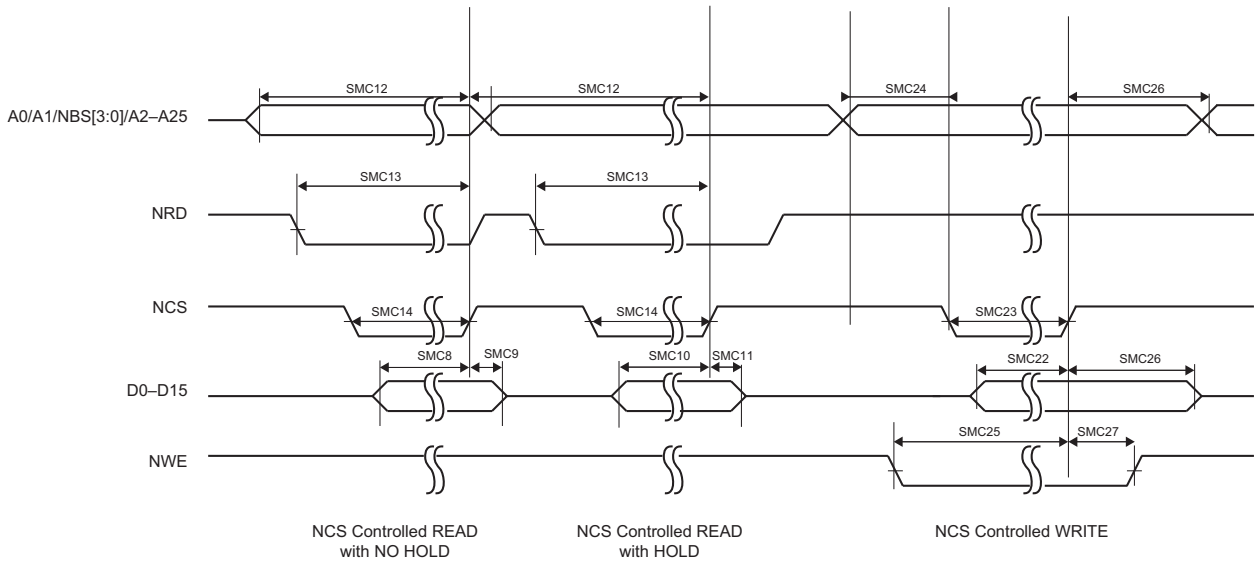 SMC12
SMC12
SMC24
SMC26
A0/A1/NBS[3:0]/A2–A25
SMC13
SMC13
NRD
NCS
SMC14
SMC14
SMC23
SMC8
SMC9
SMC10
SMC11
SMC22
SMC26
D0–D15
SMC25
SMC27
NWE
NCS Controlled READ
with NO HOLD
NCS Controlled READ
with HOLD
NCS Controlled WRITE